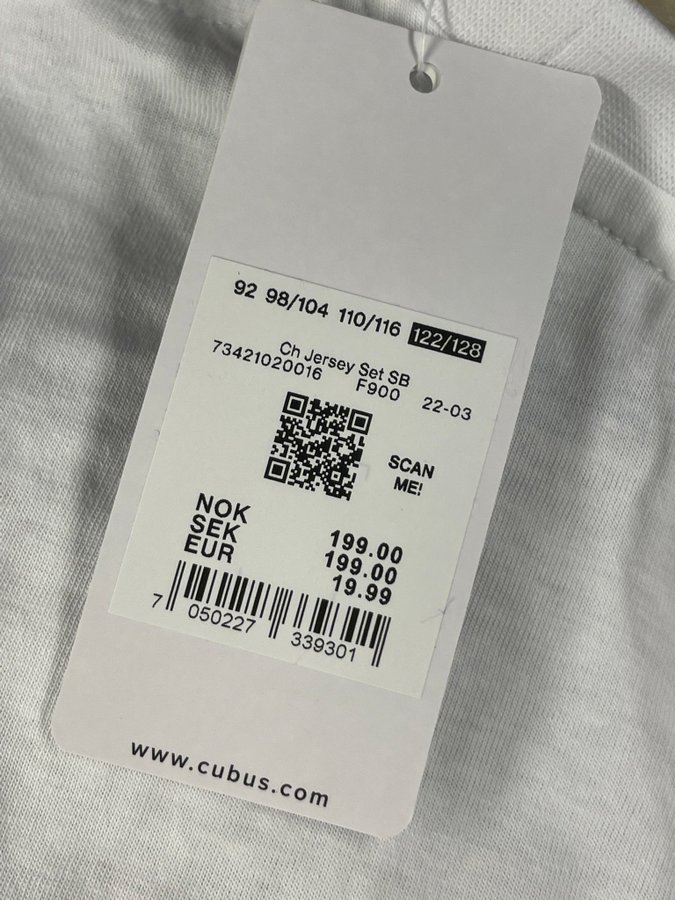 92 98/104 110/116 122/128
Ch Jersey Set SB
73421020016 F900 22-03
SCAN
ME!
NOK 199.00
SEK 199.00
EUR 19.99
7 050227 339301
www.cubus.com